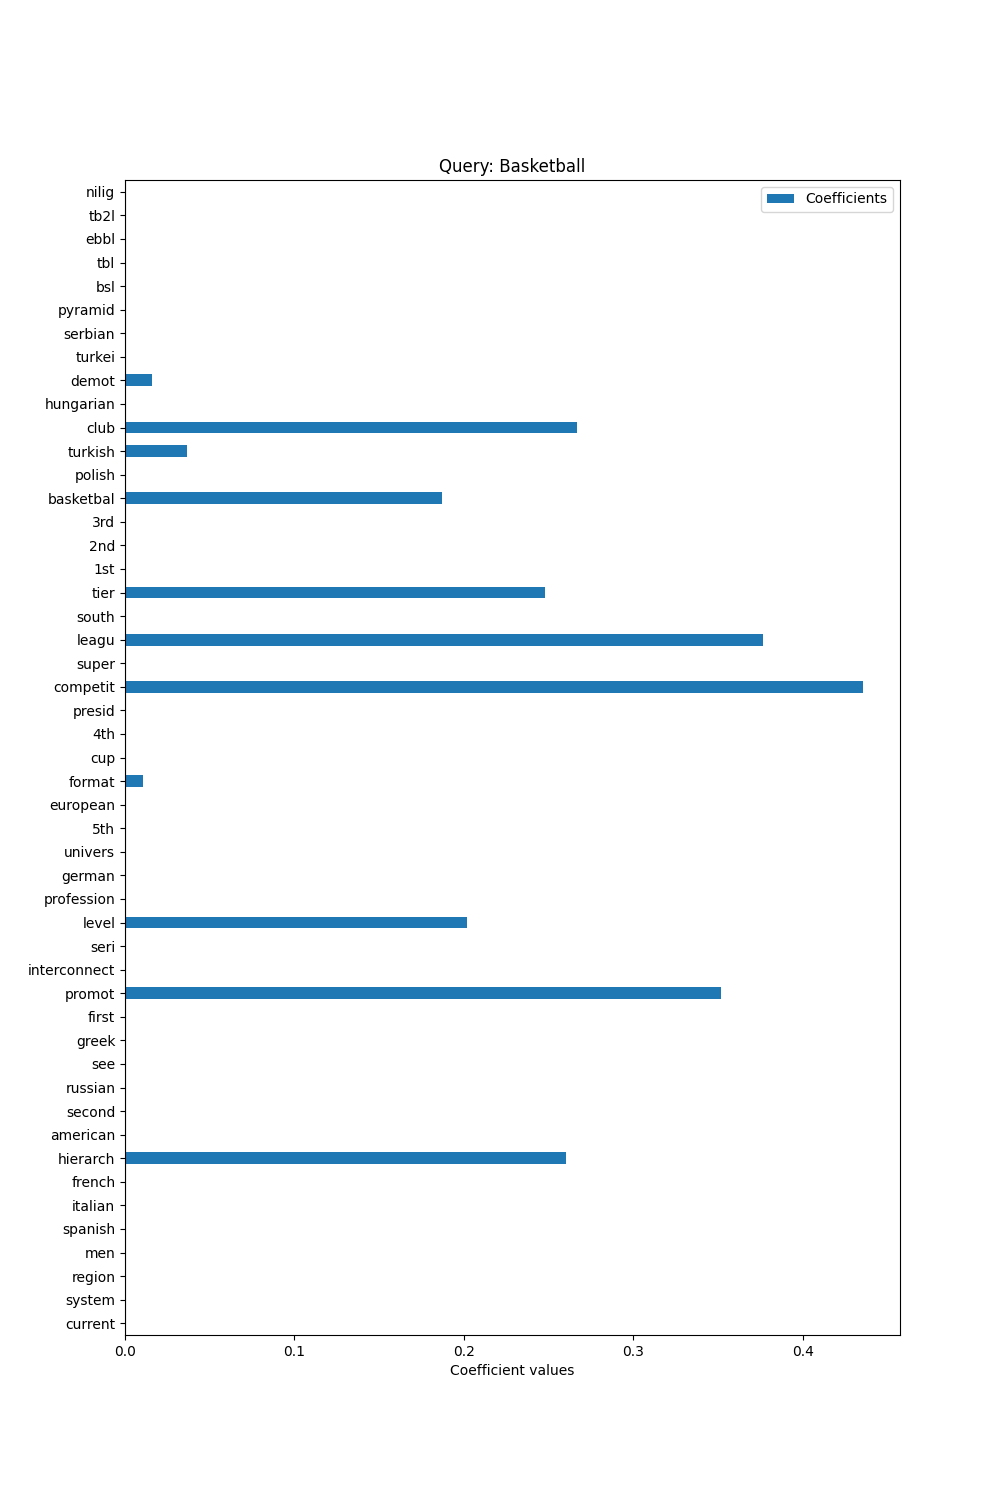 Query: Basketball
Coefficients
nilig
tb2l
ebbl
tbl
bsl
pyramid
serbian
turkei
demot
hungarian
club
turkish
polish
basketbal
3rd
2nd
1st
tier
south
leagu
super
competit
presid
4th
cup
format
european
5th
univers
german
profession
level
seri
interconnect
promot
first
greek
see
russian
second
american
hierarch
french
italian
spanish
men
region
system
current
0.0 0.1 0.2 0.3 0.4
Coefficient values